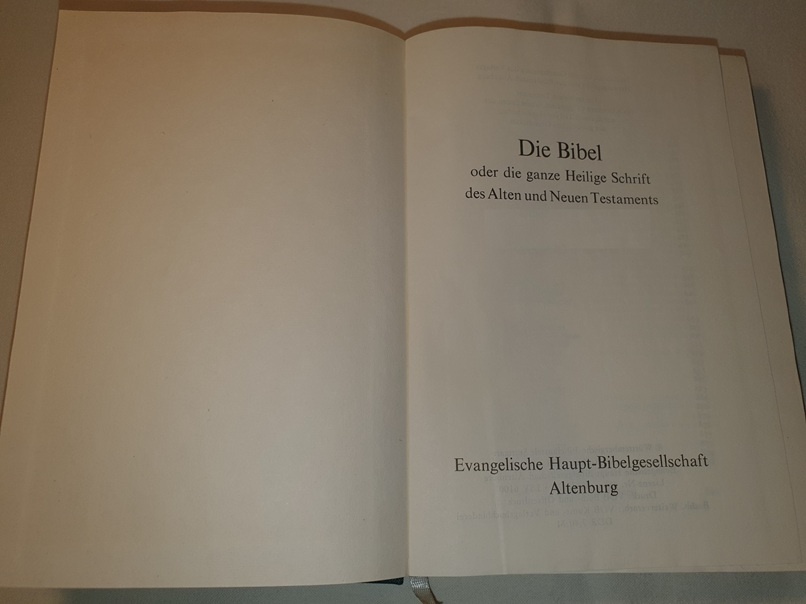 Die Bibel
oder die ganze Heilige Schrift
des Alten und Neuen Testaments
Evangelische Haupt-Bibelgesellschaft
Altenburg